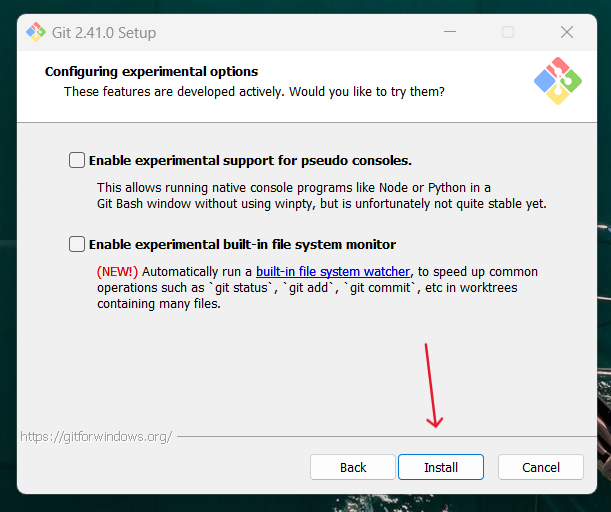 Git 2.41.0 Setup
Configuring experimental options
These features are developed actively. Would you like to try them?
Enable experimental support for pseudo consoles.
This allows running native console programs like Node or Python in a
Git Bash window without using winpty, but is unfortunately not quite stable yet.
Enable experimental built-in file system monitor
(NEW!) Automatically run a built-in file system watcher, to speed up common
operations such as `git status`, `git add`, `git commit`, etc in worktrees
containing many files.
https://gitforwindows.org/
Back Install Cancel